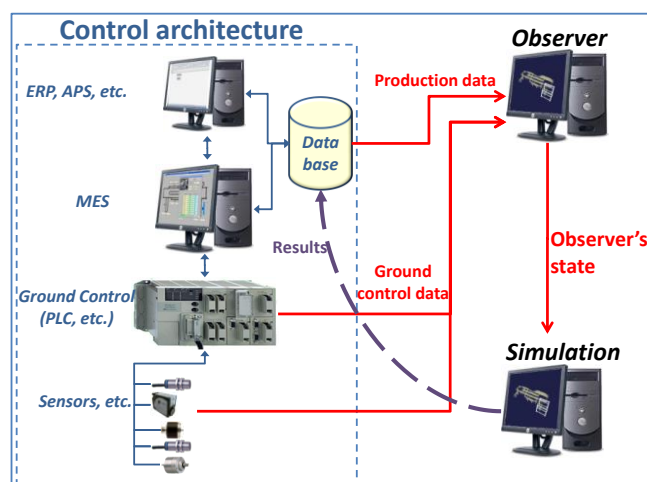 Control architecture
Observer
ERP, APS, etc.
Production data
Data
base
MES
Results
Observer's
state
Ground
control data
Ground Control
(PLC, etc.)
Simulation
Sensors, etc.